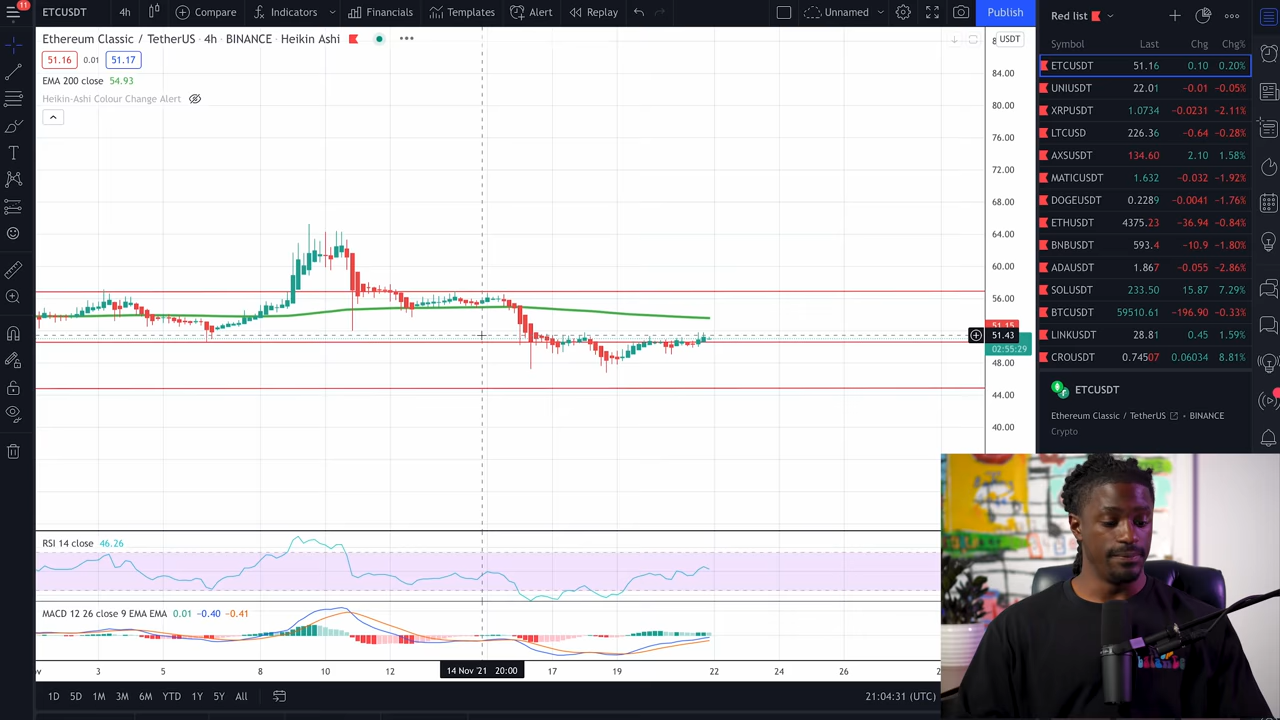 11
ETCUSDT 4h Compare Indicators Financials Templates Alert Replay Unnamed Publish
Ethereum Classic / TetherUS 4h BINANCE Heikin Ashi
51.16 0.01 51.17
EMA 200 close 54.93
Heikin-Ashi Colour Change Alert
USDT
84.00
80.00
76.00
72.00
68.00
64.00
60.00
56.00
51.15
51.43
02:55:29
48.00
44.00
40.00
RSI 14 close 46.26
MACD 12 26 close 9 EMA EMA 0.01 −0.40 −0.41
3 5 8 10 12 14 Nov '21 20:00 17 19 22 24 26
1D 5D 1M 3M 6M YTD 1Y 5Y All
21:04:31 (UTC)
Red list
Symbol Last Chg Chg%
ETCUSDT 51.16 0.10 0.20%
UNIUSDT 22.01 −0.01 −0.05%
XRPUSDT 1.0734 −0.0231 −2.11%
LTCUSDT 226.36 −0.64 −0.28%
AXSUSDT 134.60 2.10 1.58%
MATICUSDT 1.632 −0.032 −1.92%
DOGEUSDT 0.2289 −0.0041 −1.76%
ETHUSDT 4375.23 −36.94 −0.84%
BNBUSDT 593.4 −10.9 −1.80%
ADAUSDT 1.867 −0.055 −2.86%
SOLUSDT 233.50 15.87 7.29%
BTCUSDT 59510.61 −196.90 −0.33%
LINKUSDT 28.81 0.45 1.59%
CROUSDT 0.74507 0.06034 8.81%
ETCUSDT
Ethereum Classic / TetherUS • BINANCE
Crypto